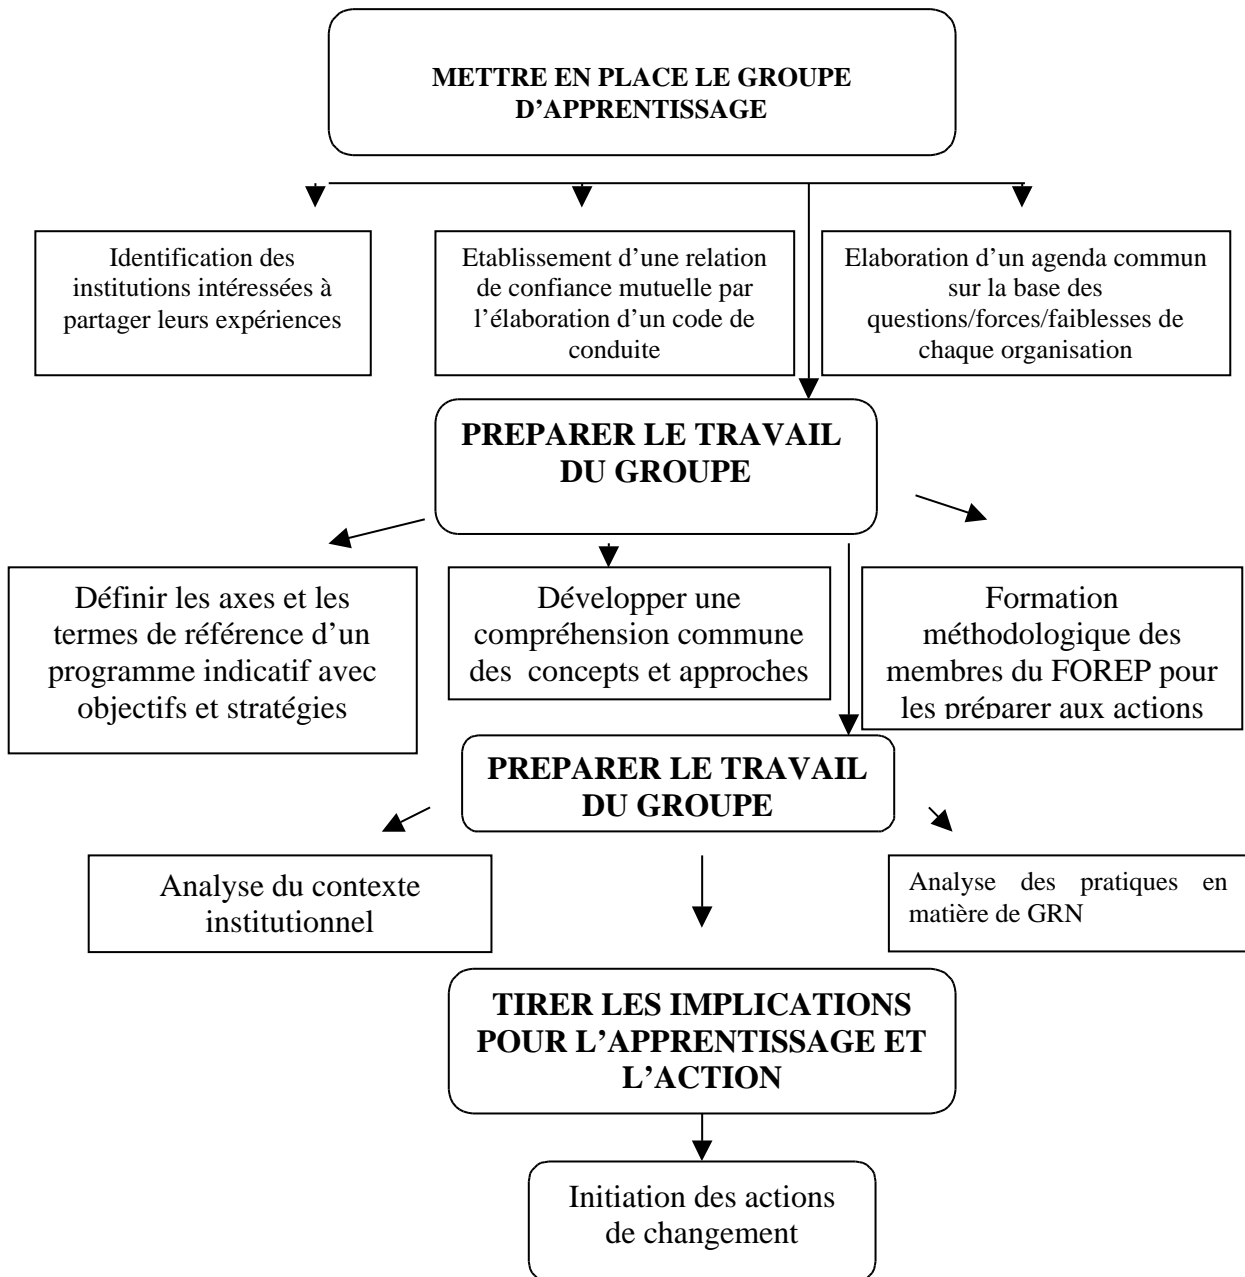 METTRE EN PLACE LE GROUPE
D’APPRENTISSAGE
Identification des
institutions intéressées à
partager leurs expériences
Etablissement d’une relation
de confiance mutuelle par
l’élaboration d’un code de
conduite
Elaboration d’un agenda commun
sur la base des
questions/forces/faiblesses de
chaque organisation
PREPARER LE TRAVAIL
DU GROUPE
Définir les axes et les
termes de référence d’un
programme indicatif avec
objectifs et stratégies
Développer une
compréhension commune
des concepts et approches
Formation
méthodologique des
membres du FOREP pour
les préparer aux actions
PREPARER LE TRAVAIL
DU GROUPE
Analyse du contexte
institutionnel
Analyse des pratiques en
matière de GRN
TIRER LES IMPLICATIONS
POUR L’APPRENTISSAGE ET
L’ACTION
Initiation des actions
de changement